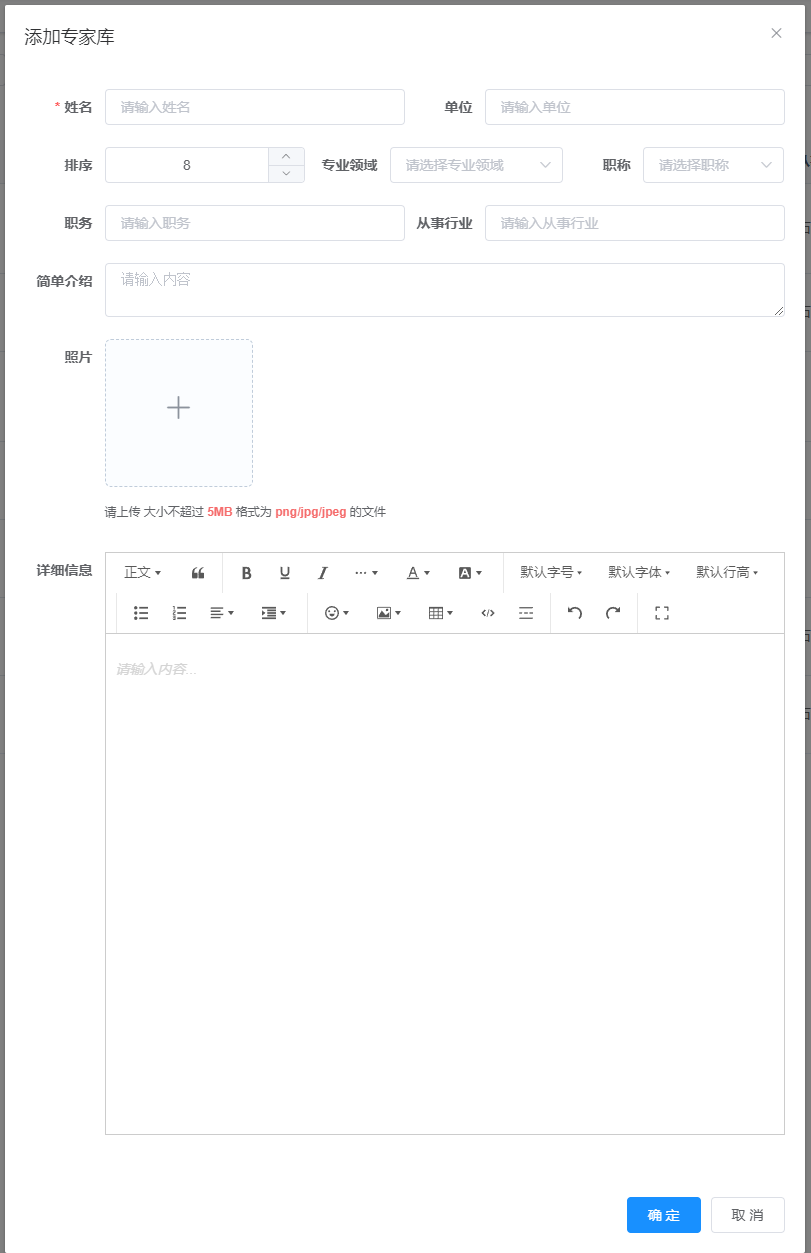 添加专家库
* 姓名 请输入姓名 单位 请输入单位
排序 8 专业领域 请选择专业领域 职称 请选择职称
职务 请输入职务 从事行业 请输入从事行业
简单介绍 请输入内容
照片
请上传 大小不超过 5MB 格式为 png/jpg/jpeg 的文件
详细信息 正文 B U I A A 默认字号 默认字体 默认行高
请输入内容...
确 定 取 消